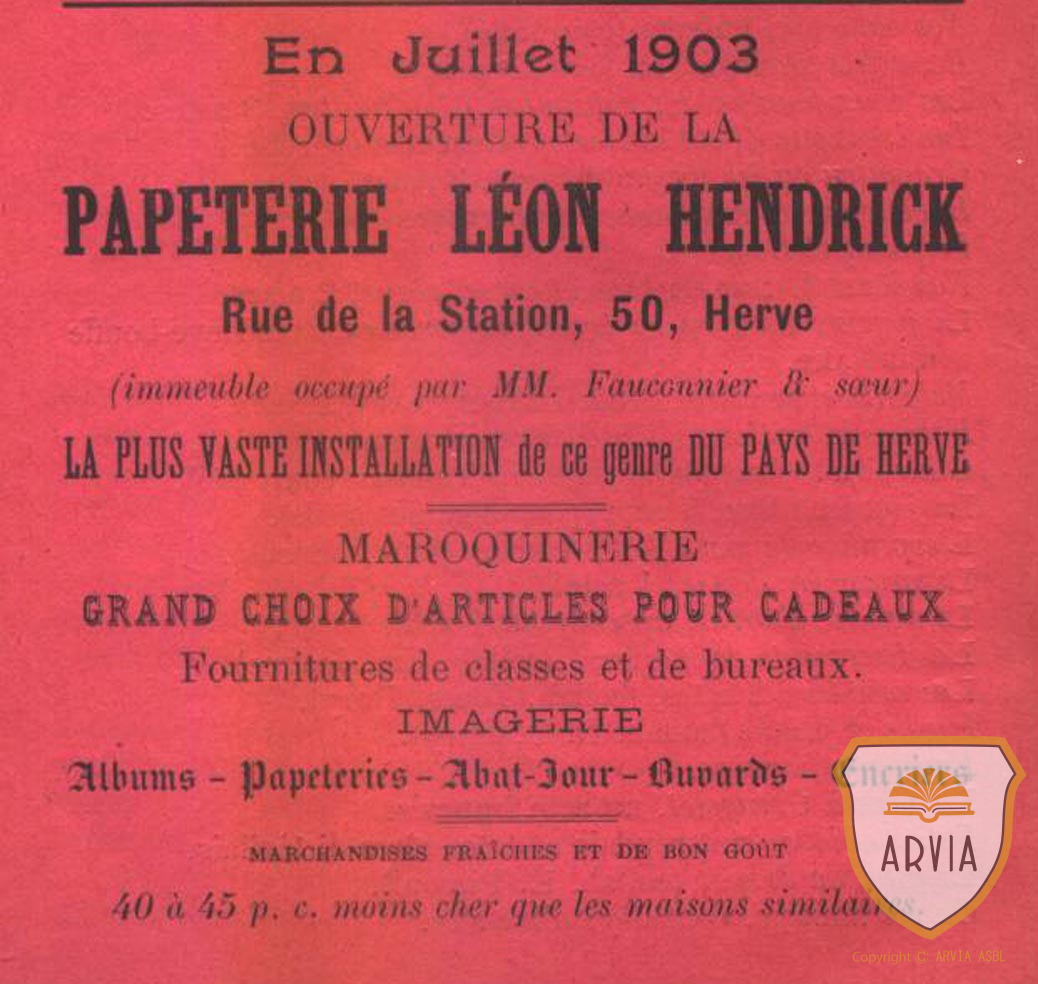 En Juillet 1903
OUVERTURE DE LA
PAPETERIE LÉON HENDRICK
Rue de la Station, 50, Herve
(immeuble occupé par MM. Fauconnier & sœur)
LA PLUS VASTE INSTALLATION de ce genre DU PAYS DE HERVE
MAROQUINERIE
GRAND CHOIX D'ARTICLES POUR CADEAUX
Fournitures de classes et de bureaux.
IMAGERIE
Albums – Papeteries – Abat-Jour – Buvards – Encriers
MARCHANDISES FRAÎCHES ET DE BON GOÛT
40 à 45 p. c. moins cher que les maisons similaires.
ARVIA
Copyright © ARVIA ASBL